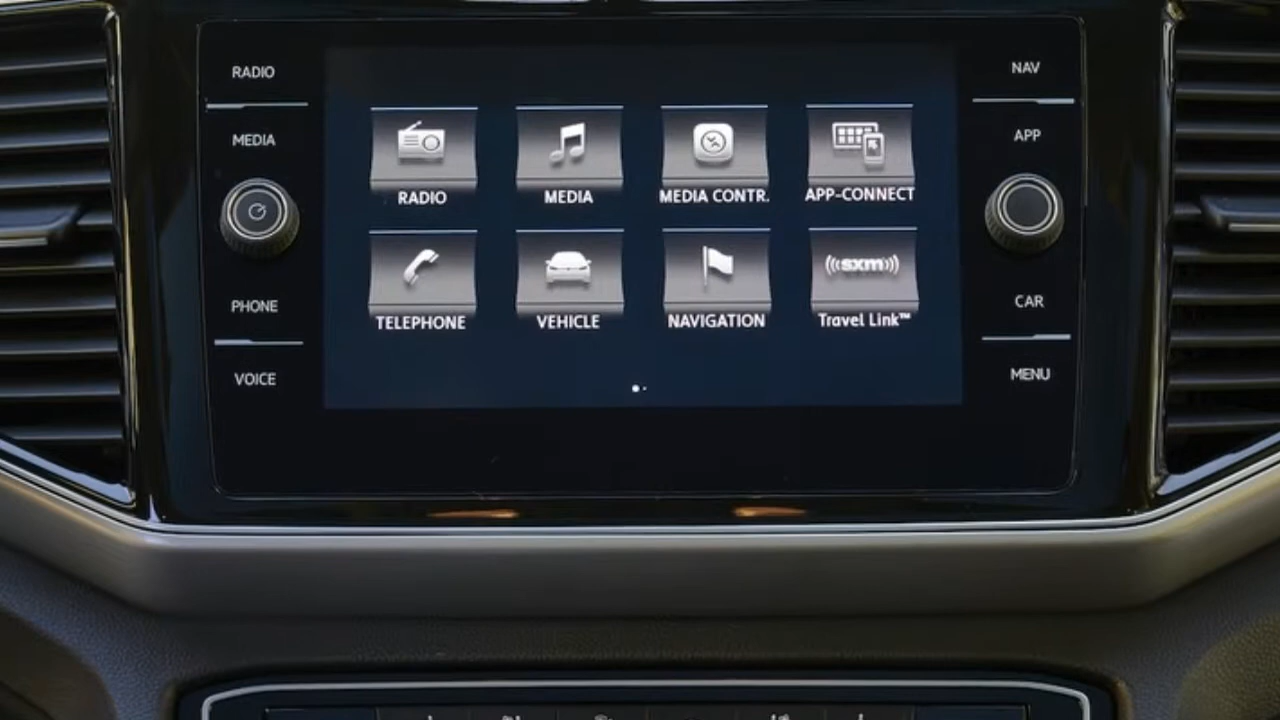 RADIO
MEDIA
PHONE
VOICE
RADIO
MEDIA
MEDIA CONTR.
APP-CONNECT
TELEPHONE
VEHICLE
NAVIGATION
sxm
Travel Link™
NAV
APP
CAR
MENU